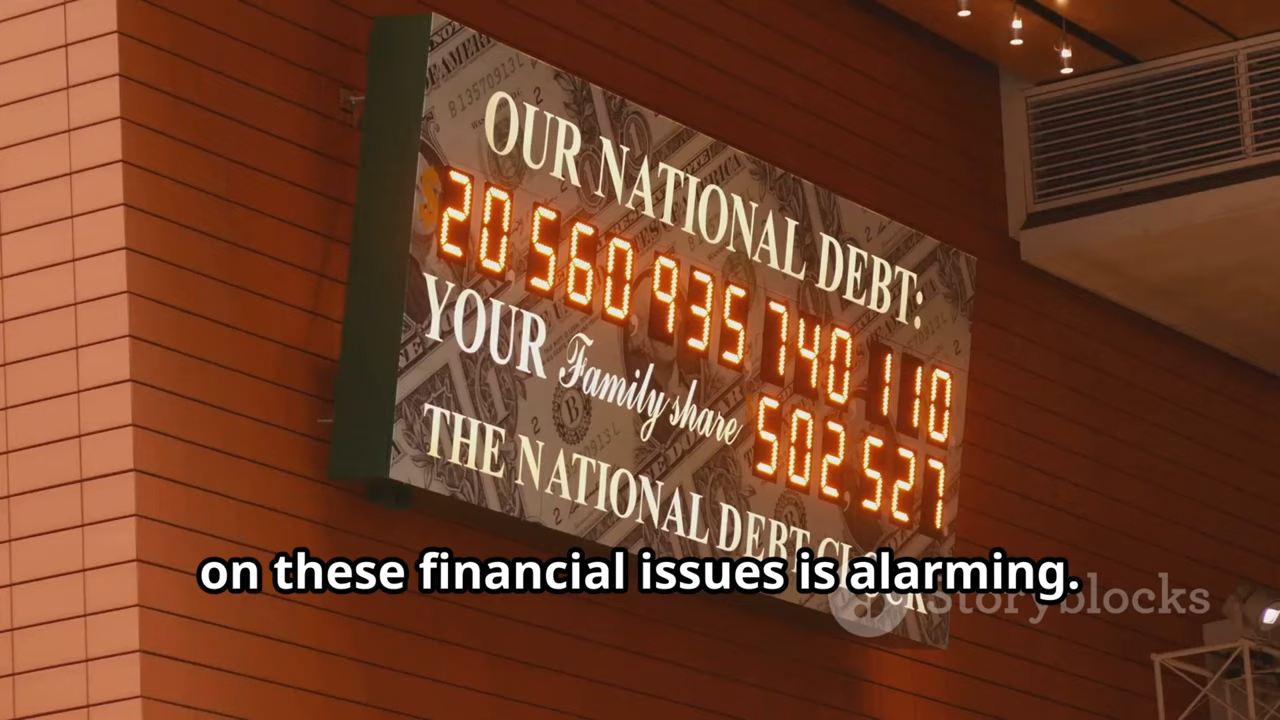 OUR NATIONAL DEBT:
$20 560 935 740 110
YOUR Family share 502,527
THE NATIONAL DEBT CLOCK
on these financial issues is alarming.
Storyblocks